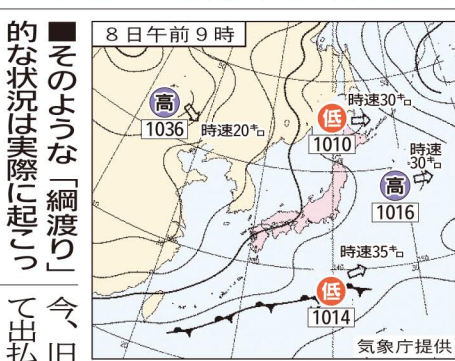 ■そのような「綱渡り」
的な状況は実際に起こっ
今、旧
て出払
8日午前9時
高
1036
時速20㌔
低
1010
時速30㌔
高
1016
時速
30㌔
低
1014
時速35㌔
気象庁提供